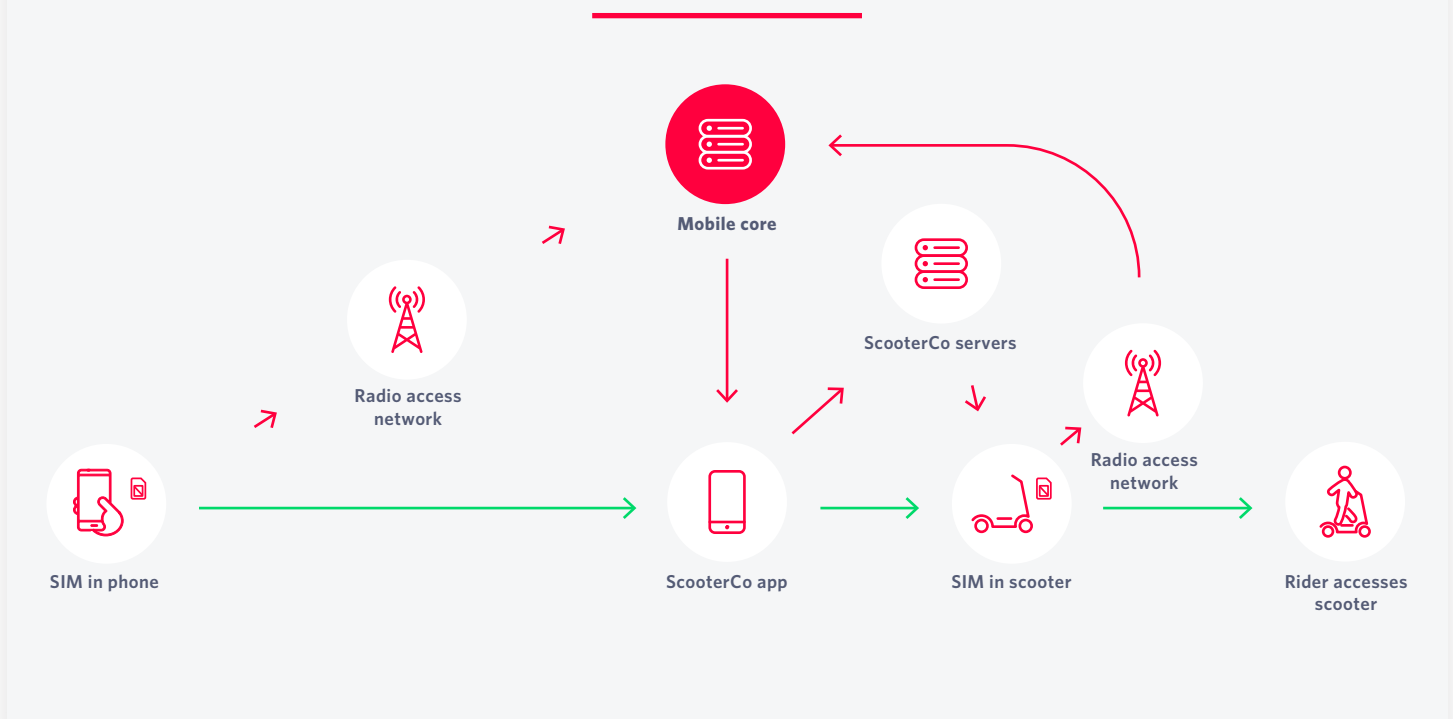 Mobile core
ScooterCo servers
Radio access
network
Radio access
network
SIM in phone
ScooterCo app
SIM in scooter
Rider accesses
scooter